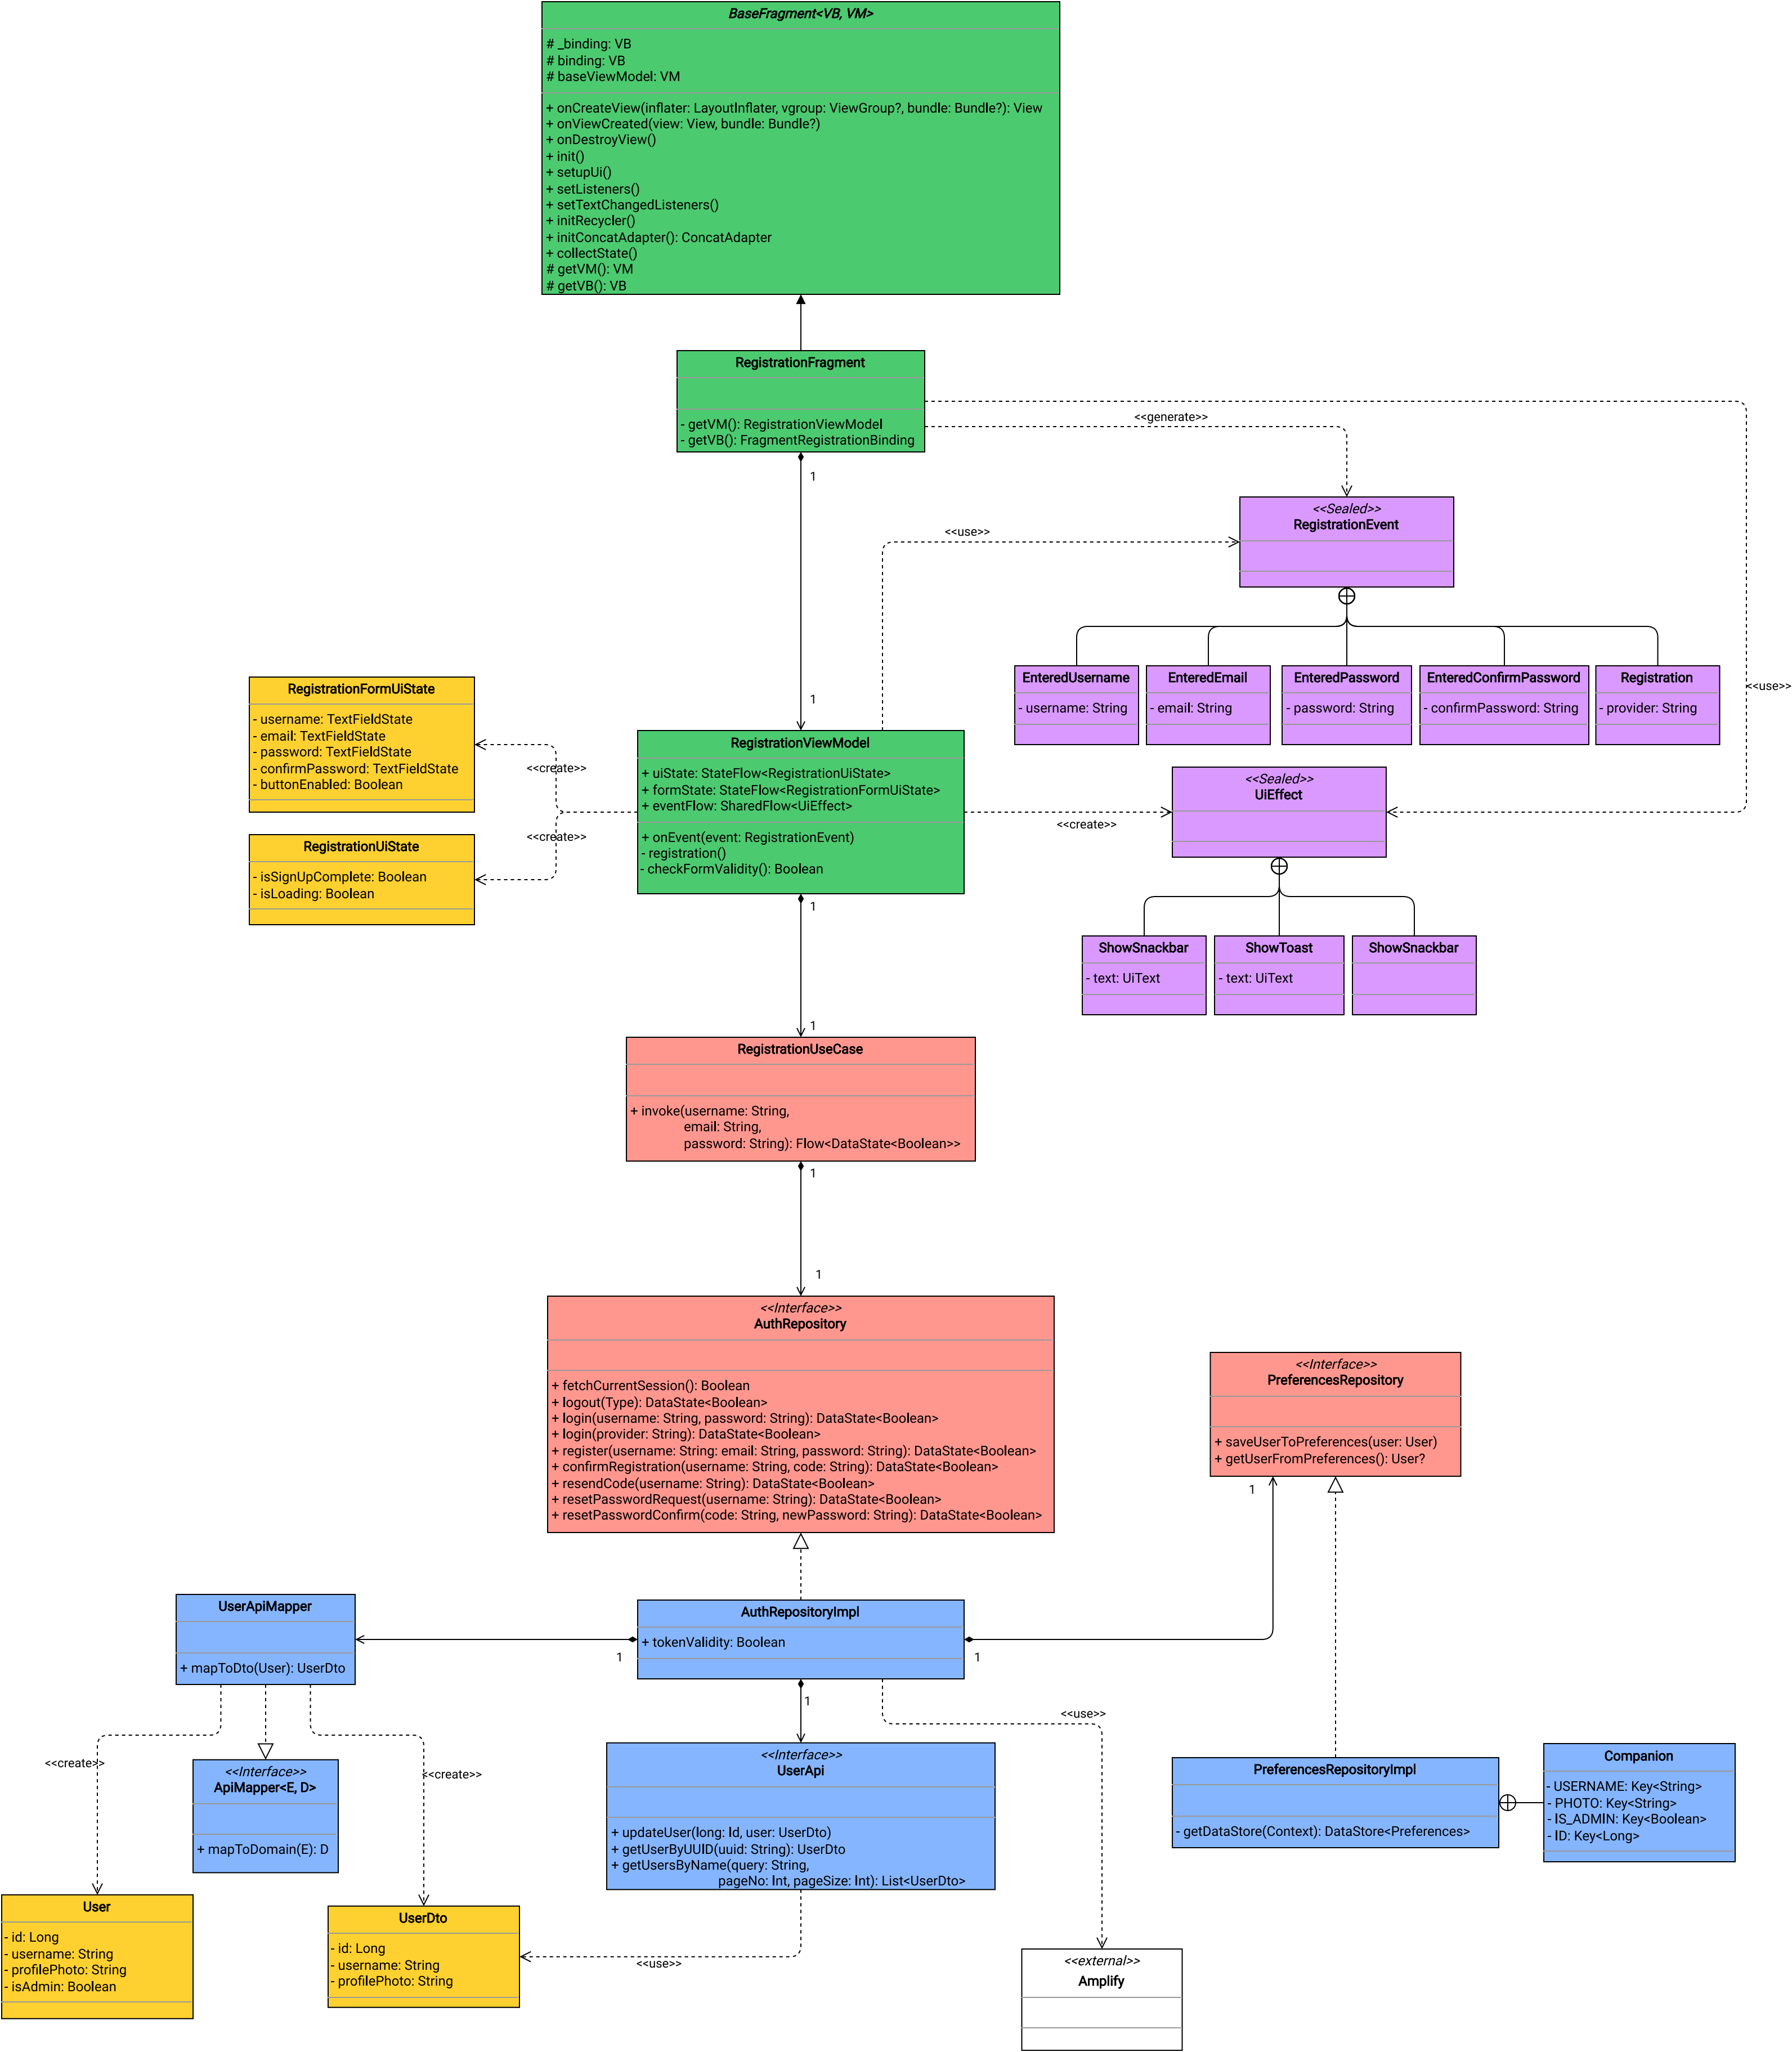 BaseFragment<VB, VM>
# _binding: VB
# binding: VB
# baseViewModel: VM
+ onCreateView(inflater: LayoutInflater, vgroup: ViewGroup?, bundle: Bundle?): View
+ onViewCreated(view: View, bundle: Bundle?)
+ onDestroyView()
+ init()
+ setupUi()
+ setListeners()
+ setTextChangedListeners()
+ initRecycler()
+ initConcatAdapter(): ConcatAdapter
+ collectState()
# getVM(): VM
# getVB(): VB
RegistrationFragment
- getVM(): RegistrationViewModel
- getVB(): FragmentRegistrationBinding
<<generate>>
1
<<Sealed>>
RegistrationEvent
<<use>>
EnteredUsername
- username: String
EnteredEmail
- email: String
EnteredPassword
- password: String
EnteredConfirmPassword
- confirmPassword: String
Registration
- provider: String
<<use>>
1
RegistrationFormUiState
- username: TextFieldState
- email: TextFieldState
- password: TextFieldState
- confirmPassword: TextFieldState
- buttonEnabled: Boolean
<<create>>
RegistrationViewModel
+ uiState: StateFlow<RegistrationUiState>
+ formState: StateFlow<RegistrationFormUiState>
+ eventFlow: SharedFlow<UiEffect>
+ onEvent(event: RegistrationEvent)
- registration()
- checkFormValidity(): Boolean
<<create>>
<<Sealed>>
UiEffect
<<create>>
RegistrationUiState
- isSignUpComplete: Boolean
- isLoading: Boolean
1
ShowSnackbar
- text: UiText
ShowToast
- text: UiText
ShowSnackbar
1
RegistrationUseCase
+ invoke(username: String,
email: String,
password: String): Flow<DataState<Boolean>>
1
1
<<Interface>>
AuthRepository
+ fetchCurrentSession(): Boolean
+ logout(Type): DataState<Boolean>
+ login(username: String, password: String): DataState<Boolean>
+ login(provider: String): DataState<Boolean>
+ register(username: String: email: String, password: String): DataState<Boolean>
+ confirmRegistration(username: String, code: String): DataState<Boolean>
+ resendCode(username: String): DataState<Boolean>
+ resetPasswordRequest(username: String): DataState<Boolean>
+ resetPasswordConfirm(code: String, newPassword: String): DataState<Boolean>
<<Interface>>
PreferencesRepository
+ saveUserToPreferences(user: User)
+ getUserFromPreferences(): User?
1
UserApiMapper
+ mapToDto(User): UserDto
1
AuthRepositoryImpl
+ tokenValidity: Boolean
1
1
<<use>>
<<create>>
<<create>>
<<Interface>>
ApiMapper<E, D>
+ mapToDomain(E): D
<<Interface>>
UserApi
+ updateUser(long: Id, user: UserDto)
+ getUserByUUID(uuid: String): UserDto
+ getUsersByName(query: String,
pageNo: Int, pageSize: Int): List<UserDto>
PreferencesRepositoryImpl
- getDataStore(Context): DataStore<Preferences>
Companion
- USERNAME: Key<String>
- PHOTO: Key<String>
- IS_ADMIN: Key<Boolean>
- ID: Key<Long>
User
- id: Long
- username: String
- profilePhoto: String
- isAdmin: Boolean
UserDto
- id: Long
- username: String
- profilePhoto: String
<<use>>
<<external>>
Amplify